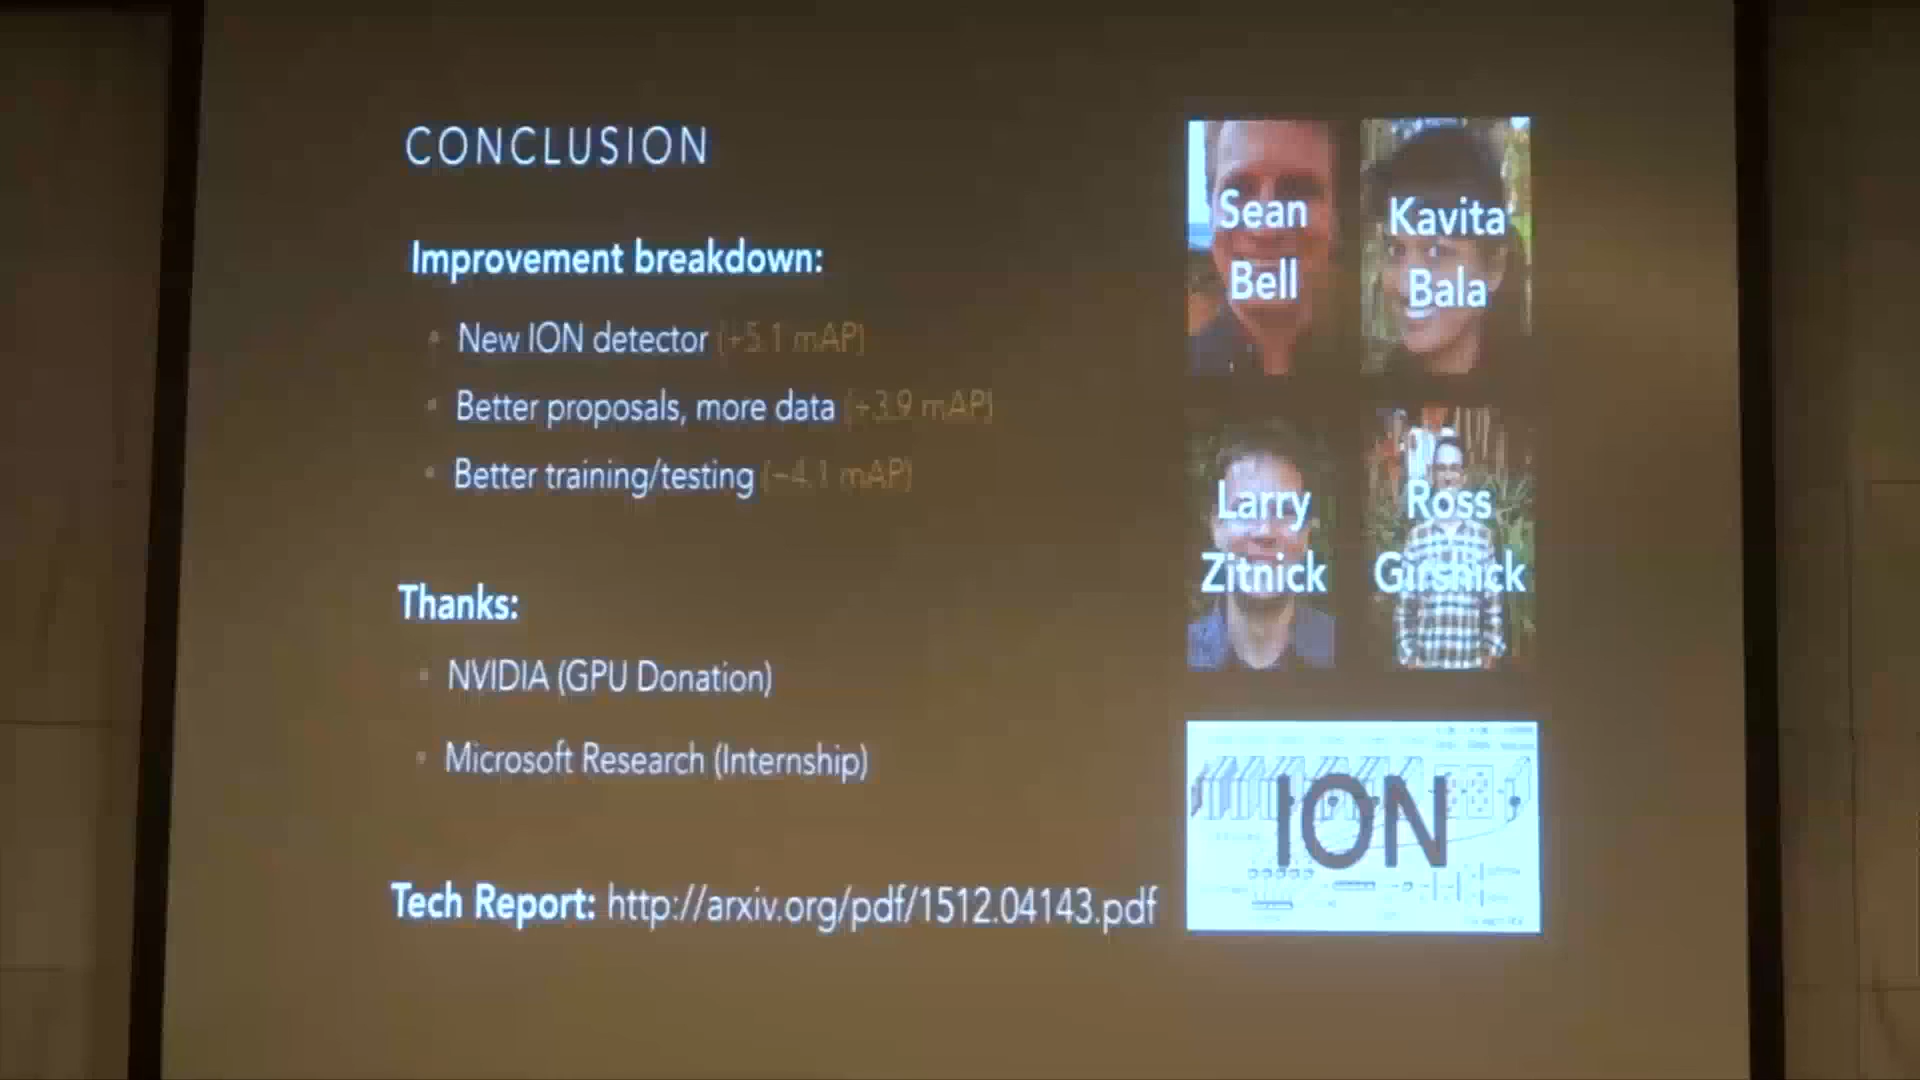 CONCLUSION
Improvement breakdown:
• New ION detector (+5.1 mAP)
• Better proposals, more data (+3.9 mAP)
• Better training/testing (+4.1 mAP)
Thanks:
• NVIDIA (GPU Donation)
• Microsoft Research (Internship)
Tech Report: http://arxiv.org/pdf/1512.04143.pdf
Sean
Bell
Kavita
Bala
Larry
Zitnick
Ross
Girshick
ION